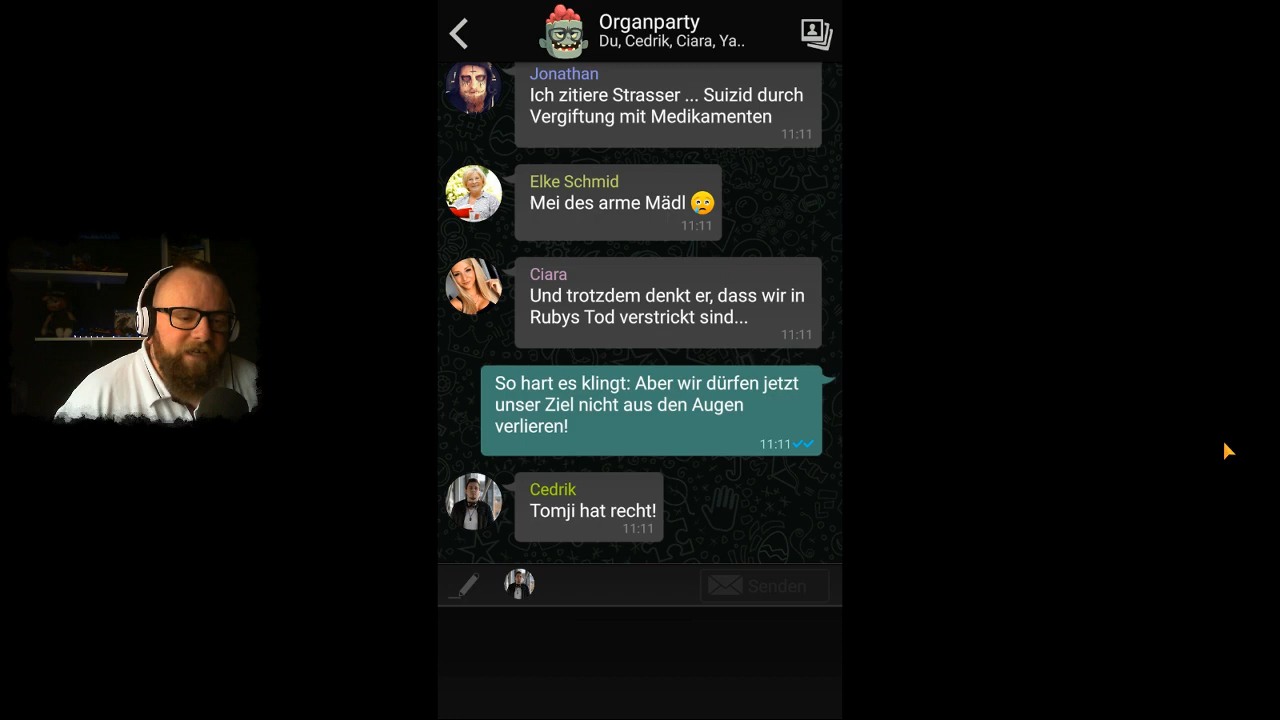 Organparty
Du, Cedrik, Ciara, Ya..
Jonathan
Ich zitiere Strasser ... Suizid durch
Vergiftung mit Medikamenten
11:11
Elke Schmid
Mei des arme Mädl 😢
11:11
Ciara
Und trotzdem denkt er, dass wir in
Rubys Tod verstrickt sind...
11:11
So hart es klingt: Aber wir dürfen jetzt
unser Ziel nicht aus den Augen
verlieren!
11:11
Cedrik
Tomji hat recht!
11:11
Senden